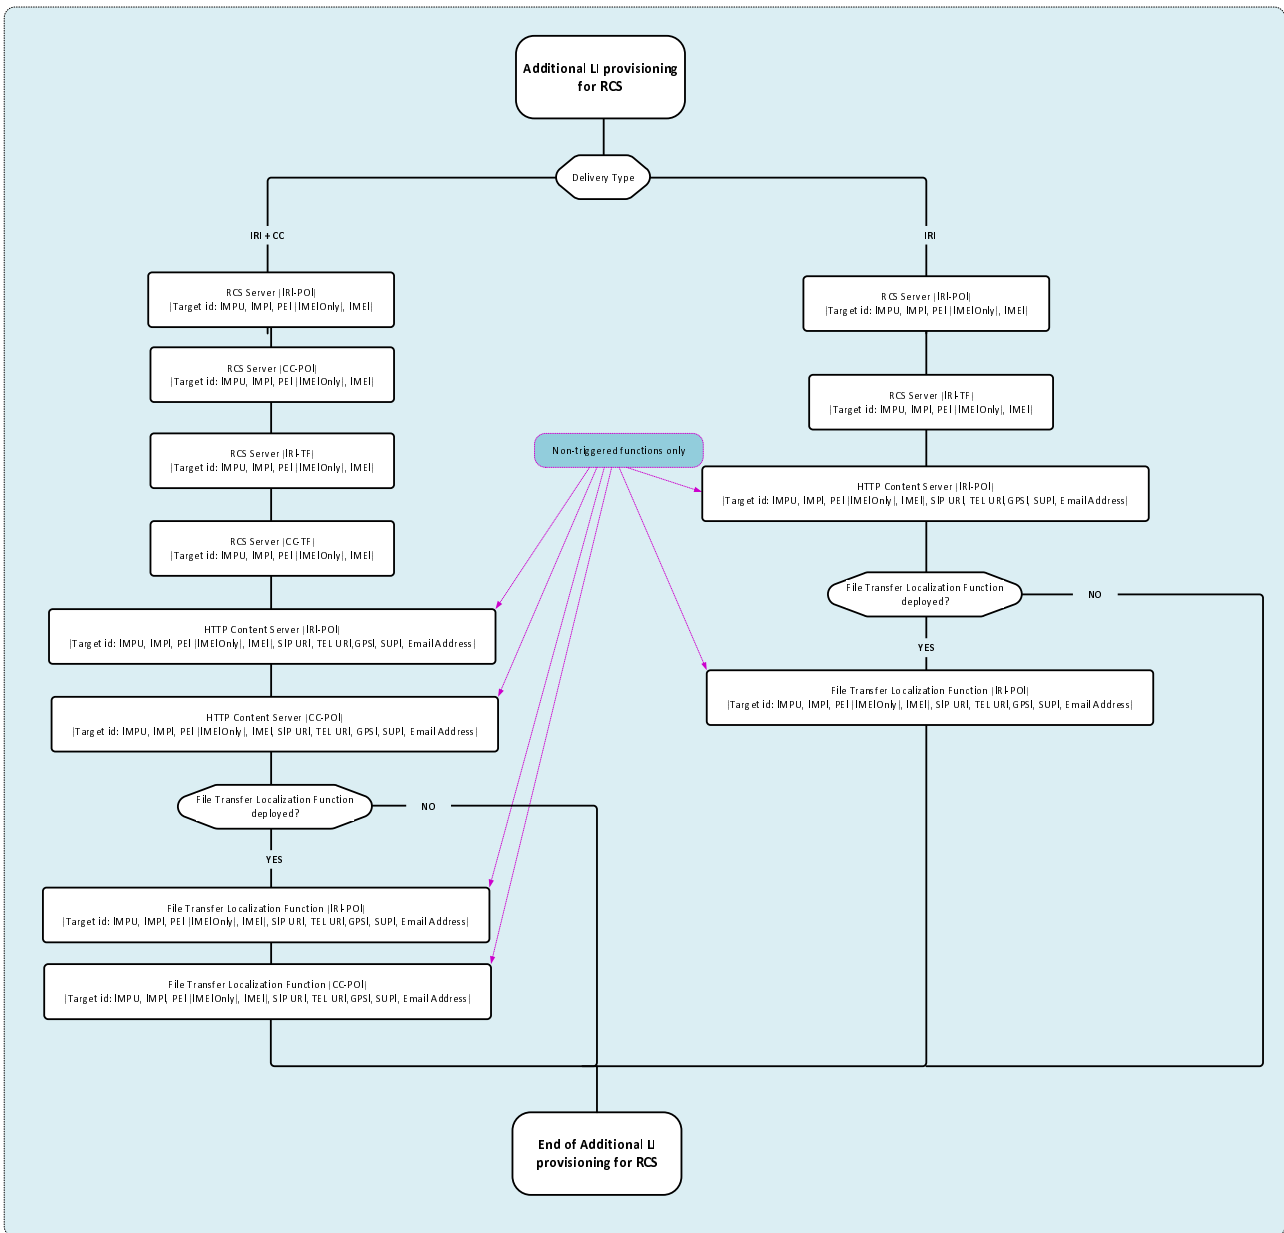 Additional LI provisioning
for RCS
Delivery Type
IRI + CC
IRI
RCS Server (IRI-POI)
(Target id: IMPU, IMPI, PEI (IMEIOnly), IMEI)
RCS Server (CC-POI)
(Target id: IMPU, IMPI, PEI (IMEIOnly), IMEI)
RCS Server (IRI-TF)
(Target id: IMPU, IMPI, PEI (IMEIOnly), IMEI)
RCS Server (CC-TF)
(Target id: IMPU, IMPI, PEI (IMEIOnly), IMEI)
HTTP Content Server (IRI-POI)
(Target id: IMPU, IMPI, PEI (IMEIOnly), IMEI), SIP URI, TEL URI,GPSI, SUPI, Email Address)
HTTP Content Server (CC-POI)
(Target id: IMPU, IMPI, PEI (IMEIOnly), IMEI, SIP URI, TEL URI, GPSI, SUPI, Email Address)
File Transfer Localization Function
deployed?
NO
YES
File Transfer Localization Function (IRI-POI)
(Target id: IMPU, IMPI, PEI (IMEIOnly), IMEI), SIP URI, TEL URI,GPSI, SUPI, Email Address)
File Transfer Localization Function (CC-POI)
(Target id: IMPU, IMPI, PEI (IMEIOnly), IMEI), SIP URI, TEL URI,GPSI, SUPI, Email Address)
Non-triggered functions only
RCS Server (IRI-POI)
(Target id: IMPU, IMPI, PEI (IMEIOnly), IMEI)
RCS Server (IRI-TF)
(Target id: IMPU, IMPI, PEI (IMEIOnly), IMEI)
HTTP Content Server (IRI-POI)
(Target id: IMPU, IMPI, PEI (IMEIOnly), IMEI), SIP URI, TEL URI,GPSI, SUPI, Email Address)
File Transfer Localization Function
deployed?
NO
YES
File Transfer Localization Function (IRI-POI)
(Target id: IMPU, IMPI, PEI (IMEIOnly), IMEI), SIP URI, TEL URI,GPSI, SUPI, Email Address)
End of Additional LI
provisioning for RCS